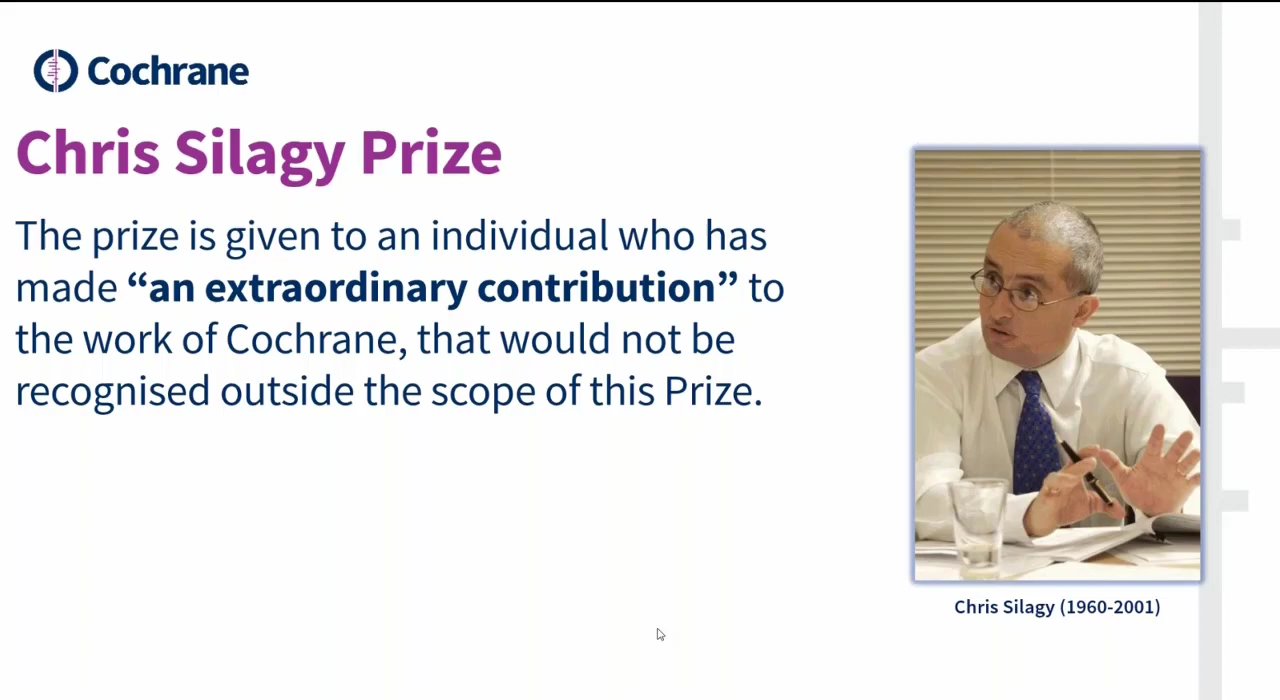 Cochrane
Chris Silagy Prize
The prize is given to an individual who has
made “an extraordinary contribution” to
the work of Cochrane, that would not be
recognised outside the scope of this Prize.
Chris Silagy (1960-2001)